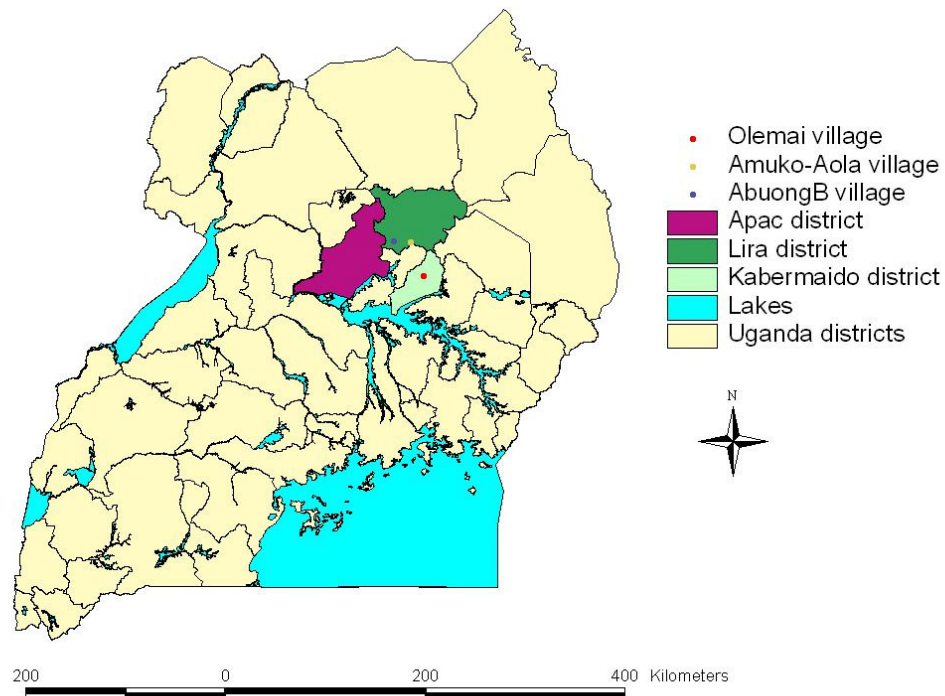 Olemai village
Amuko-Aola village
AbuongB village
Apac district
Lira district
Kabermaido district
Lakes
Uganda districts
N
200 0 200 400 Kilometers